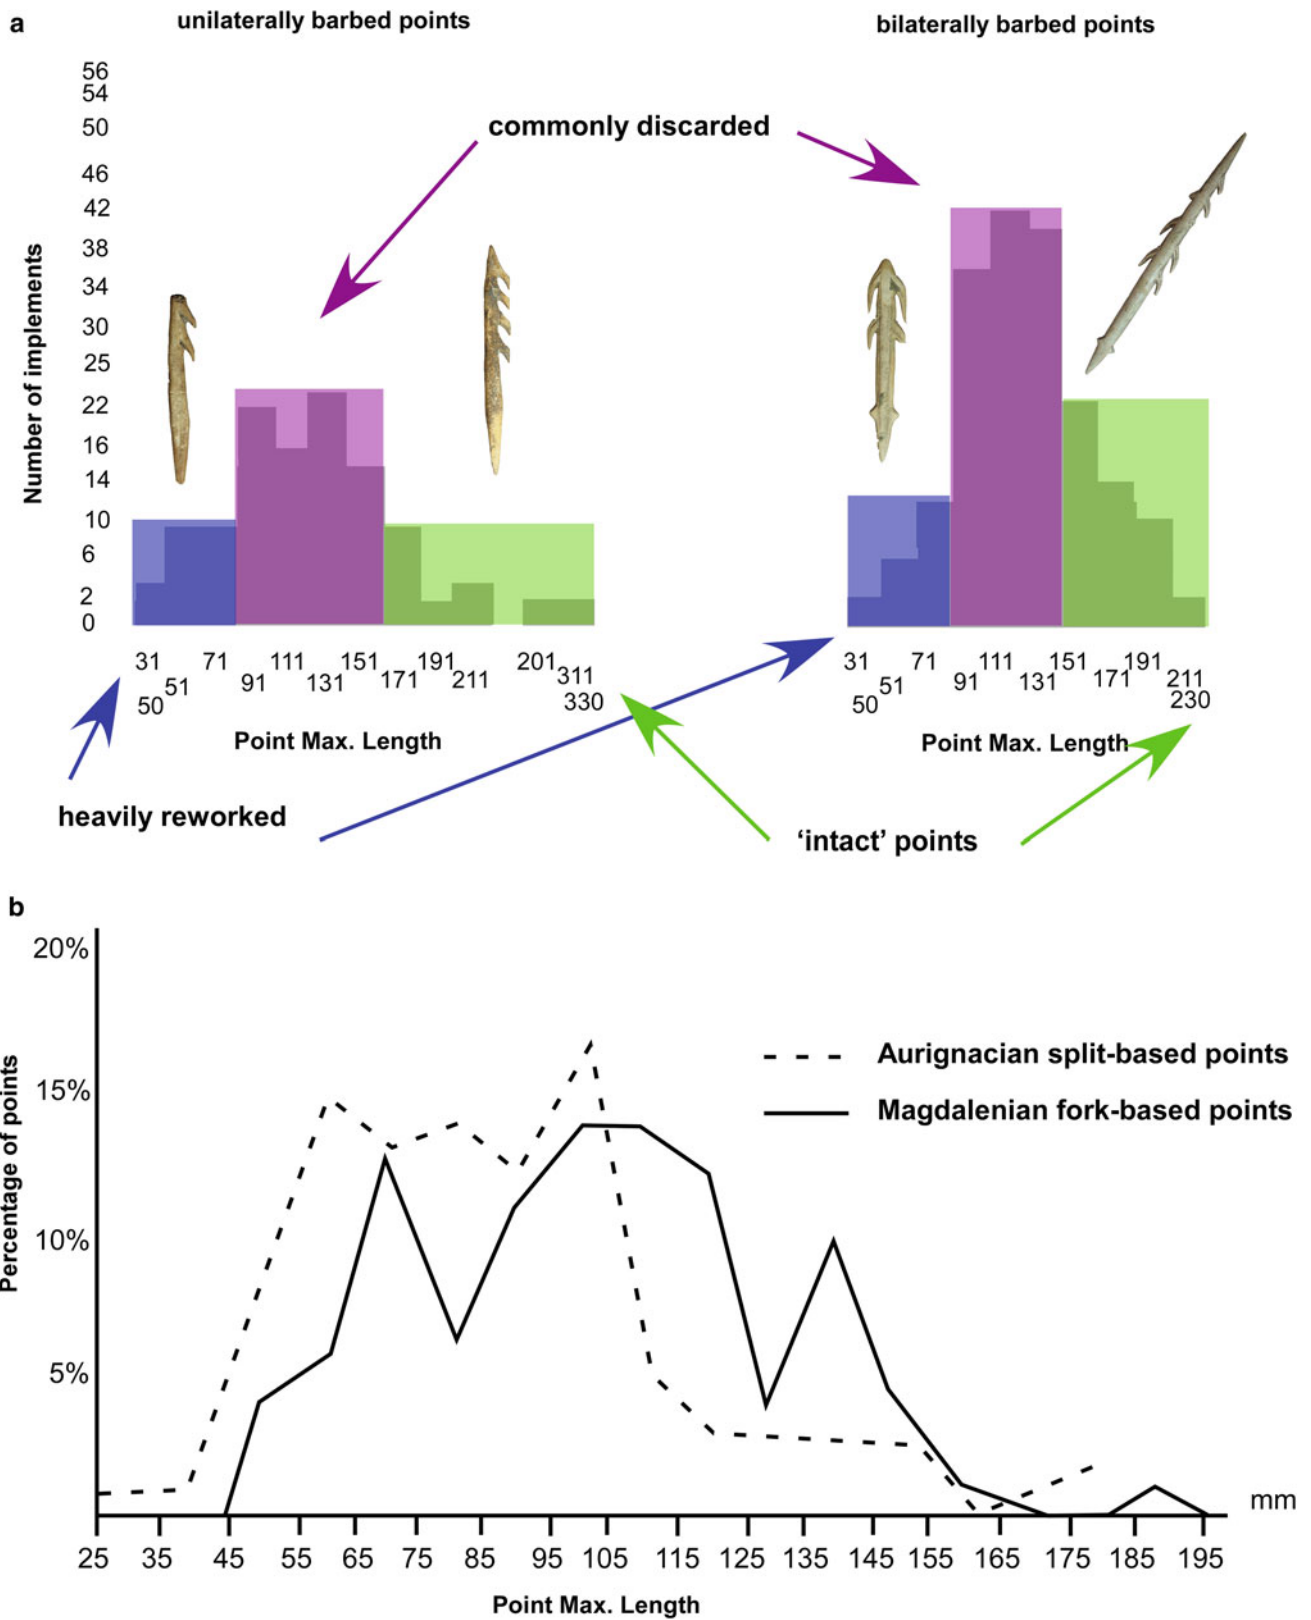 a
unilaterally barbed points
bilaterally barbed points
commonly discarded
Number of implements
56
54
50
46
42
38
34
30
25
22
16
14
10
6
2
0
31 71 111 151 191 201
50 51 91 131 171 211 311
330
Point Max. Length
31 71 111 151 191
50 51 91 131 171 211
230
Point Max. Length
heavily reworked
‘intact’ points
b
Percentage of points
20%
15%
10%
5%
Aurignacian split-based points
Magdalenian fork-based points
mm
25 35 45 55 65 75 85 95 105 115 125 135 145 155 165 175 185 195
Point Max. Length